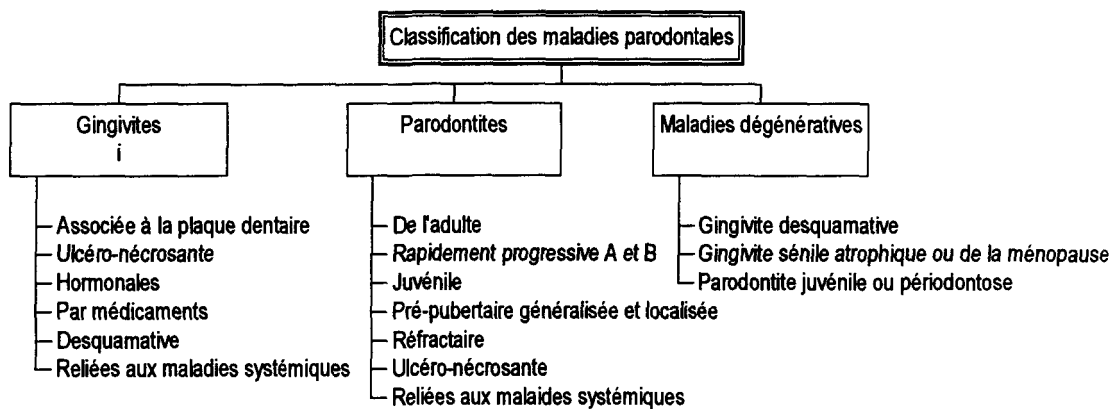 Classification des maladies parodontales
Gingivites
i
Associée à la plaque dentaire
Ulcéro-nécrosante
Hormonales
Par médicaments
Desquamative
Reliées aux maladies systémiques
Parodontites
De l'adulte
Rapidement progressive A et B
Juvénile
Pré-pubertaire généralisée et localisée
Réfractaire
Ulcéro-nécrosante
Reliées aux malaides systémiques
Maladies dégénératives
Gingivite desquamative
Gingivite sénile atrophique ou de la ménopause
Parodontite juvénile ou périodontose